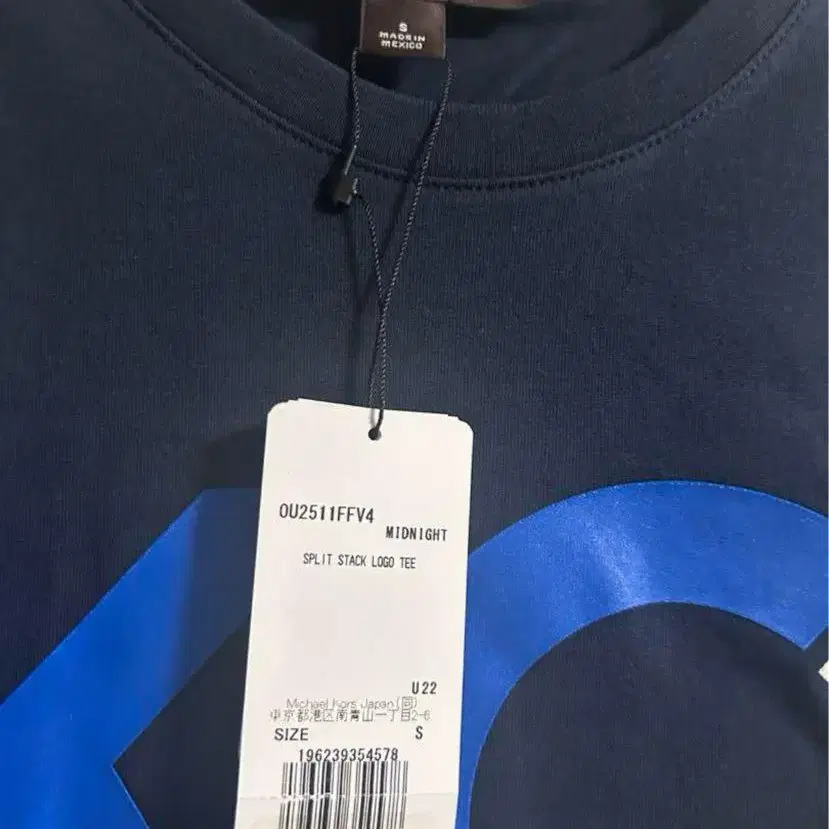 S
MADE IN
MEXICO
OU2511FFV4
MIDNIGHT
SPLIT STACK LOGO TEE
U22
Michael Kors Japan(同)
東京都港区南青山一丁目2-6
SIZE S
196239354578